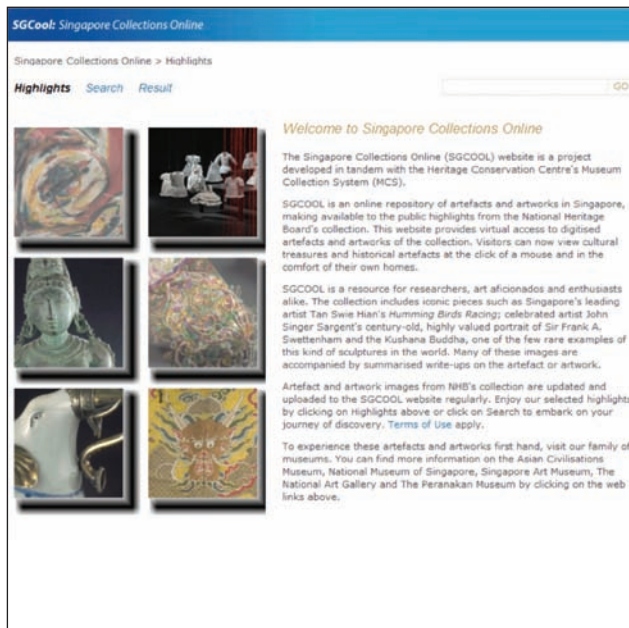 SGCool: Singapore Collections Online
Singapore Collections Online > Highlights
Highlights Search Result
GO
Welcome to Singapore Collections Online
The Singapore Collections Online (SGCOOL) website is a project
developed in tandem with the Heritage Conservation Centre's Museum
Collection System (MCS).
SGCOOL is an online repository of artefacts and artworks in Singapore,
making available to the public highlights from the National Heritage
Board's collection. This website provides virtual access to digitised
artefacts and artworks of the collection. Visitors can now view cultural
treasures and historical artefacts at the click of a mouse and in the
comfort of their own homes.
SGCOOL is a resource for researchers, art aficionados and enthusiasts
alike. The collection includes iconic pieces such as Singapore's leading
artist Tan Swie Hian's Humming Birds Racing; celebrated artist John
Singer Sargent's century-old, highly valued portrait of Sir Frank A.
Swettenham and the Kushana Buddha, one of the few rare examples of
this kind of sculptures in the world. Many of these images are
accompanied by summarised write-ups on the artefact or artwork.
Artefact and artwork images from NHB's collection are updated and
uploaded to the SGCOOL website regularly. Enjoy our selected highlights
by clicking on Highlights above or click on Search to embark on your
journey of discovery. Terms of Use apply.
To experience these artefacts and artworks first hand, visit our family of
museums. You can find more information on the Asian Civilisations
Museum, National Museum of Singapore, Singapore Art Museum, The
National Art Gallery and The Peranakan Museum by clicking on the web
links above.